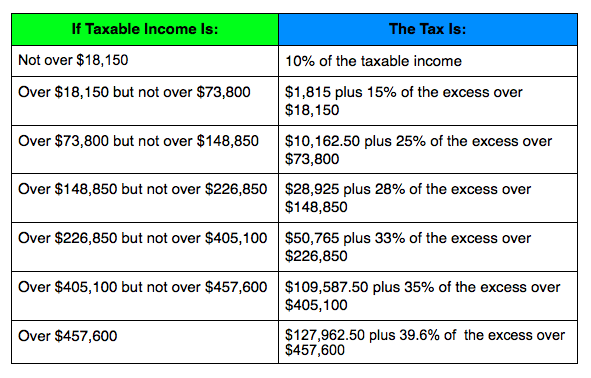 If Taxable Income Is:
The Tax Is:
Not over $18,150
10% of the taxable income
Over $18,150 but not over $73,800
$1,815 plus 15% of the excess over
$18,150
Over $73,800 but not over $148,850
$10,162.50 plus 25% of the excess over
$73,800
Over $148,850 but not over $226,850
$28,925 plus 28% of the excess over
$148,850
Over $226,850 but not over $405,100
$50,765 plus 33% of the excess over
$226,850
Over $405,100 but not over $457,600
$109,587.50 plus 35% of the excess over
$405,100
Over $457,600
$127,962.50 plus 39.6% of the excess over
$457,600